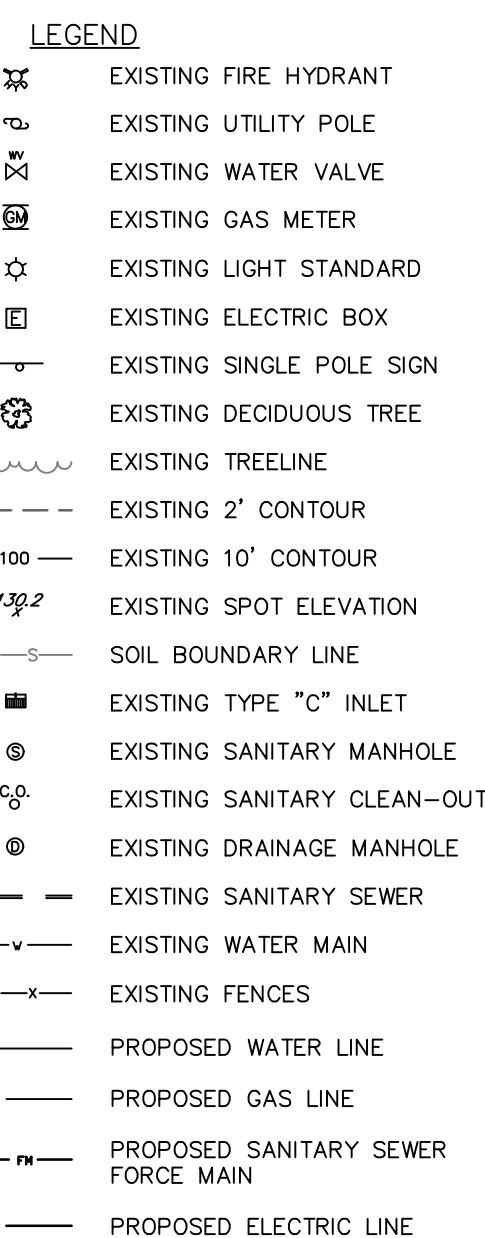 LEGEND
EXISTING FIRE HYDRANT
EXISTING UTILITY POLE
WV
EXISTING WATER VALVE
GM EXISTING GAS METER
EXISTING LIGHT STANDARD
E EXISTING ELECTRIC BOX
EXISTING SINGLE POLE SIGN
EXISTING DECIDUOUS TREE
EXISTING TREELINE
EXISTING 2' CONTOUR
100 EXISTING 10' CONTOUR
130.2 EXISTING SPOT ELEVATION
x
S SOIL BOUNDARY LINE
EXISTING TYPE "C" INLET
S EXISTING SANITARY MANHOLE
C.O. EXISTING SANITARY CLEAN-OUT
D EXISTING DRAINAGE MANHOLE
EXISTING SANITARY SEWER
W EXISTING WATER MAIN
X EXISTING FENCES
PROPOSED WATER LINE
PROPOSED GAS LINE
FM PROPOSED SANITARY SEWER
FORCE MAIN
PROPOSED ELECTRIC LINE